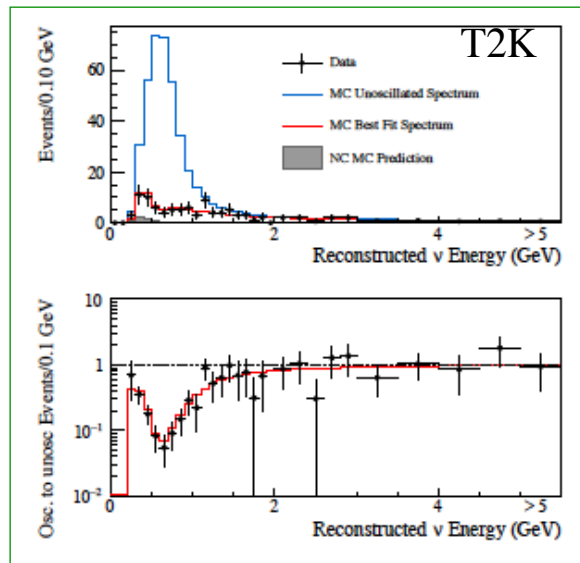 T2K
Events/0.10 GeV
60
40
20
0
Data
MC Unoscillated Spectrum
MC Best Fit Spectrum
NC MC Prediction
0 2 4 >5
Reconstructed ν Energy (GeV)
Osc. to unosc Events/0.1 GeV
10
1
10⁻¹
10⁻²
0 2 4 >5
Reconstructed ν Energy (GeV)